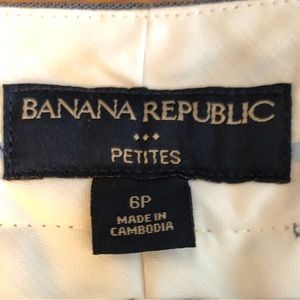 BANANA REPUBLIC
PETITES
6P
MADE IN
CAMBODIA